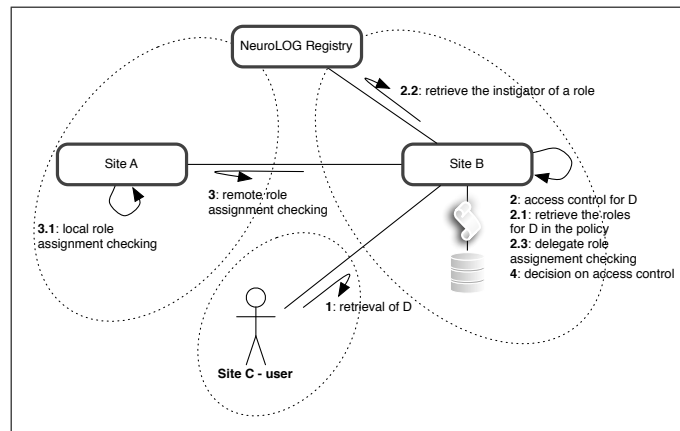 NeuroLOG Registry
2.2: retrieve the instigator of a role
Site A
Site B
3: remote role
assignment checking
3.1: local role
assignment checking
2: access control for D
2.1: retrieve the roles
for D in the policy
2.3: delegate role
assignement checking
4: decision on access control
1: retrieval of D
Site C - user